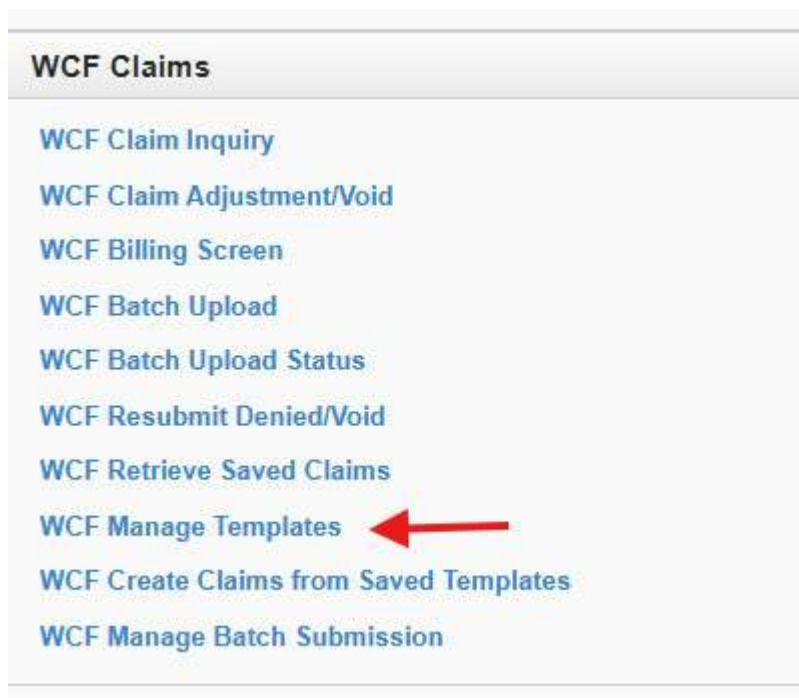 WCF Claims
WCF Claim Inquiry
WCF Claim Adjustment/Void
WCF Billing Screen
WCF Batch Upload
WCF Batch Upload Status
WCF Resubmit Denied/Void
WCF Retrieve Saved Claims
WCF Manage Templates
WCF Create Claims from Saved Templates
WCF Manage Batch Submission